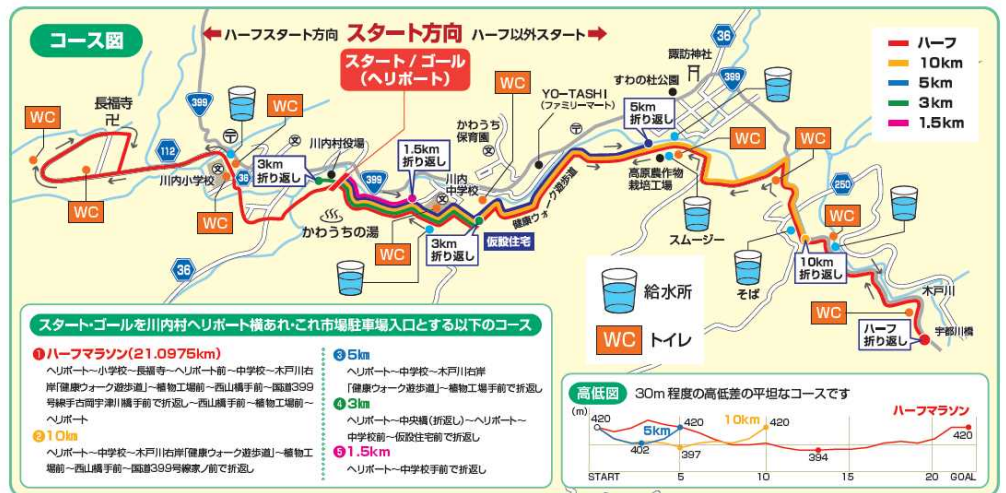 コース図
ハーフスタート方向
スタート方向
ハーフ以外スタート
スタート/ゴール
(ヘリポート)
ハーフ
10km
5km
3km
1.5km
399
36
諏訪神社
すわの杜公園
399
YO-TASHI
(ファミリーマート)
5km
折り返し
WC
長福寺
WC
WC
かわうち
保育園
川内村役場
1.5km
折り返し
112
3km
折り返し
399
川内
中学校
WC
高原農作物
栽培工場
WC
川内小学校
36
WC
WC
健康ウォーク遊歩道
250
WC
かわうちの湯
仮設住宅
スムージー
WC
3km
折り返し
10km
折り返し
36
そば
木戸川
給水所
WC
トイレ
WC
ハーフ
折り返し
宇都川橋
スタート・ゴールを川内村ヘリポート横あれ・これ市場駐車場入口とする以下のコース
❶ハーフマラソン(21.0975km)
ヘリポート~小学校~長福寺~ヘリポート前~中学校~木戸川右
岸「健康ウォーク遊歩道」~植物工場前~西山橋手前~国道399
号線手古岡宇津川橋手前で折返し~西山橋手前~植物工場前~
ヘリポート
❷10km
ヘリポート~中学校~木戸川右岸「健康ウォーク遊歩道」~植物工
場前~西山橋手前~国道399号線家ノ前で折返し
❸5km
ヘリポート~中学校~木戸川右岸
「健康ウォーク遊歩道」~植物工場手前で折返し
❹3km
ヘリポート~中央橋(折返し)~ヘリポート~
中学校前~仮設住宅前で折返し
❺1.5km
ヘリポート~中学校手前で折返し
高低図
30m 程度の高低差の平坦なコースです
(m)
ハーフマラソン
420
5km
420
10km
420
420
402
397
394
START
5
10
15
20
GOAL